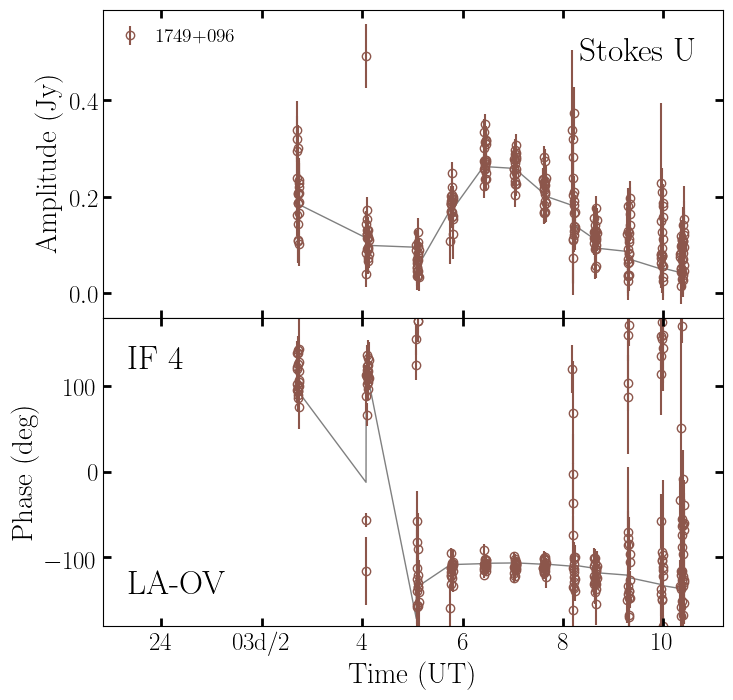 1749+096
Stokes U
Amplitude (Jy)
0.4
0.2
0.0
IF 4
LA-OV
Phase (deg)
100
0
−100
24 03d/2 4 6 8 10
Time (UT)